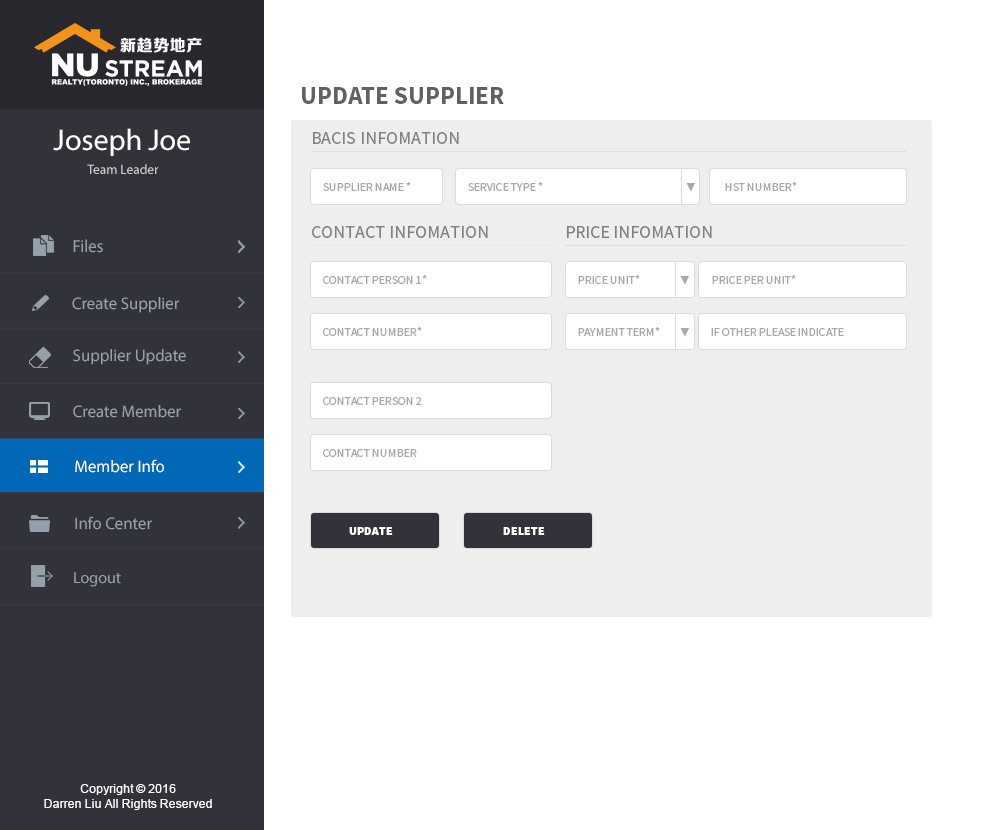 新趋势地产
NU STREAM
REALTY(TORONTO) INC., BROKERAGE
Joseph Joe
Team Leader
Files
Create Supplier
Supplier Update
Create Member
Member Info
Info Center
Logout
Copyright © 2016
Darren Liu All Rights Reserved
UPDATE SUPPLIER
BACIS INFOMATION
SUPPLIER NAME * SERVICE TYPE * HST NUMBER*
CONTACT INFOMATION PRICE INFOMATION
CONTACT PERSON 1* PRICE UNIT* PRICE PER UNIT*
CONTACT NUMBER* PAYMENT TERM* IF OTHER PLEASE INDICATE
CONTACT PERSON 2
CONTACT NUMBER
UPDATE DELETE